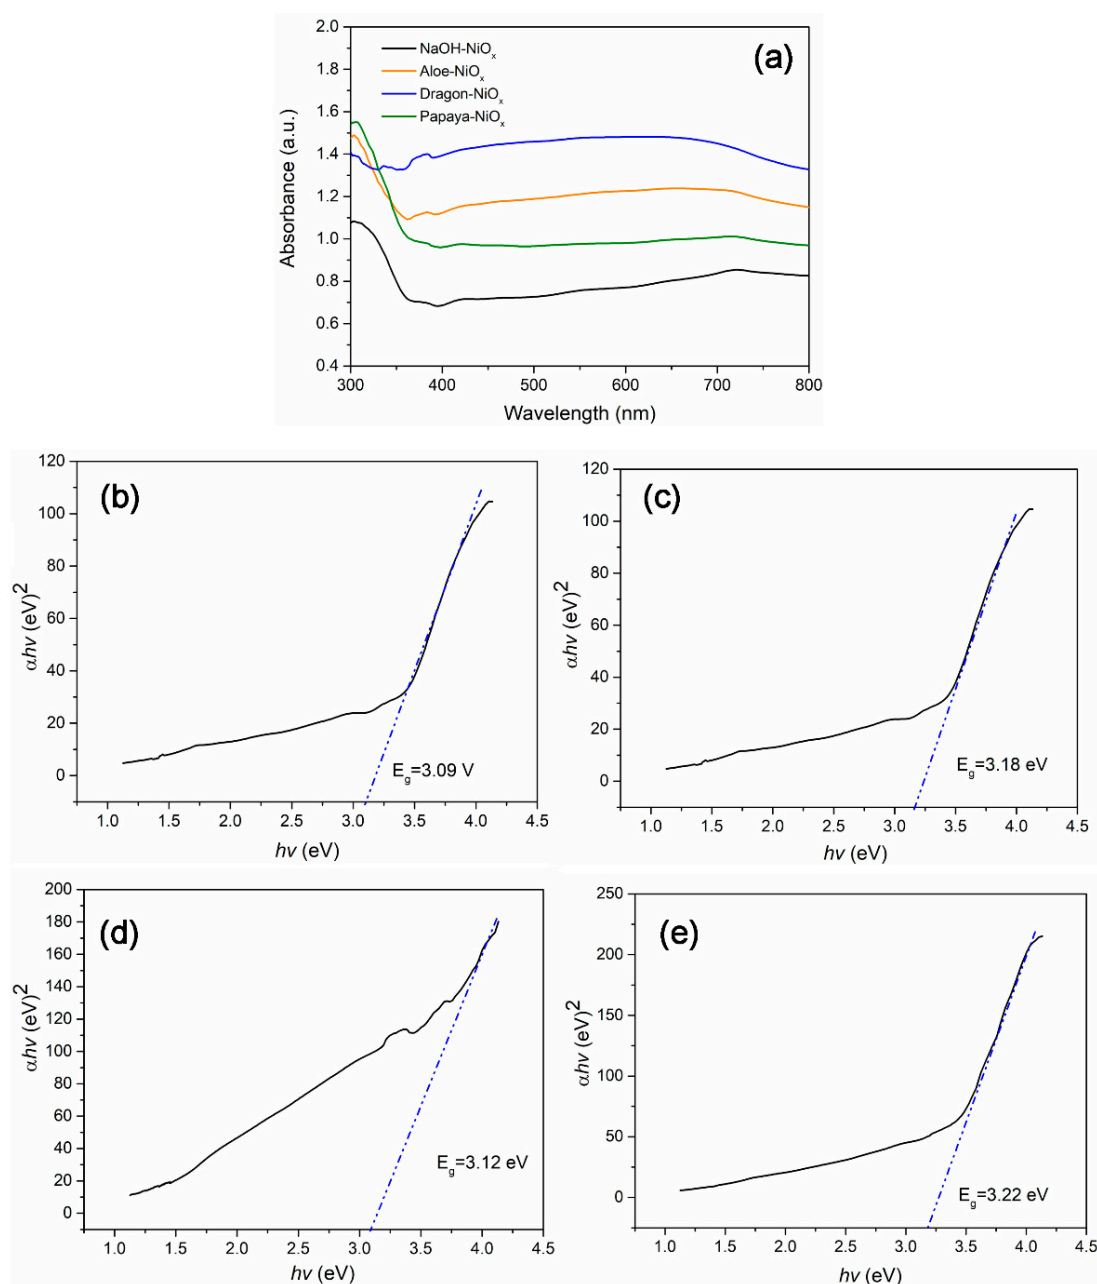 (a)
NaOH-NiOₓ
Aloe-NiOₓ
Dragon-NiOₓ
Papaya-NiOₓ
2.0
1.8
1.6
1.4
1.2
1.0
0.8
0.6
0.4
Absorbance (a.u.)
300 400 500 600 700 800
Wavelength (nm)
(b)
120
100
80
60
40
20
0
αhν (eV)²
E_g=3.09 V
1.0 1.5 2.0 2.5 3.0 3.5 4.0 4.5
hν (eV)
(c)
120
100
80
60
40
20
0
αhν (eV)²
E_g=3.18 eV
1.0 1.5 2.0 2.5 3.0 3.5 4.0 4.5
hν (eV)
(d)
200
180
160
140
120
100
80
60
40
20
0
αhν (eV)²
E_g=3.12 eV
1.0 1.5 2.0 2.5 3.0 3.5 4.0 4.5
hν (eV)
(e)
250
200
150
100
50
0
αhν (eV)²
E_g=3.22 eV
1.0 1.5 2.0 2.5 3.0 3.5 4.0 4.5
hν (eV)